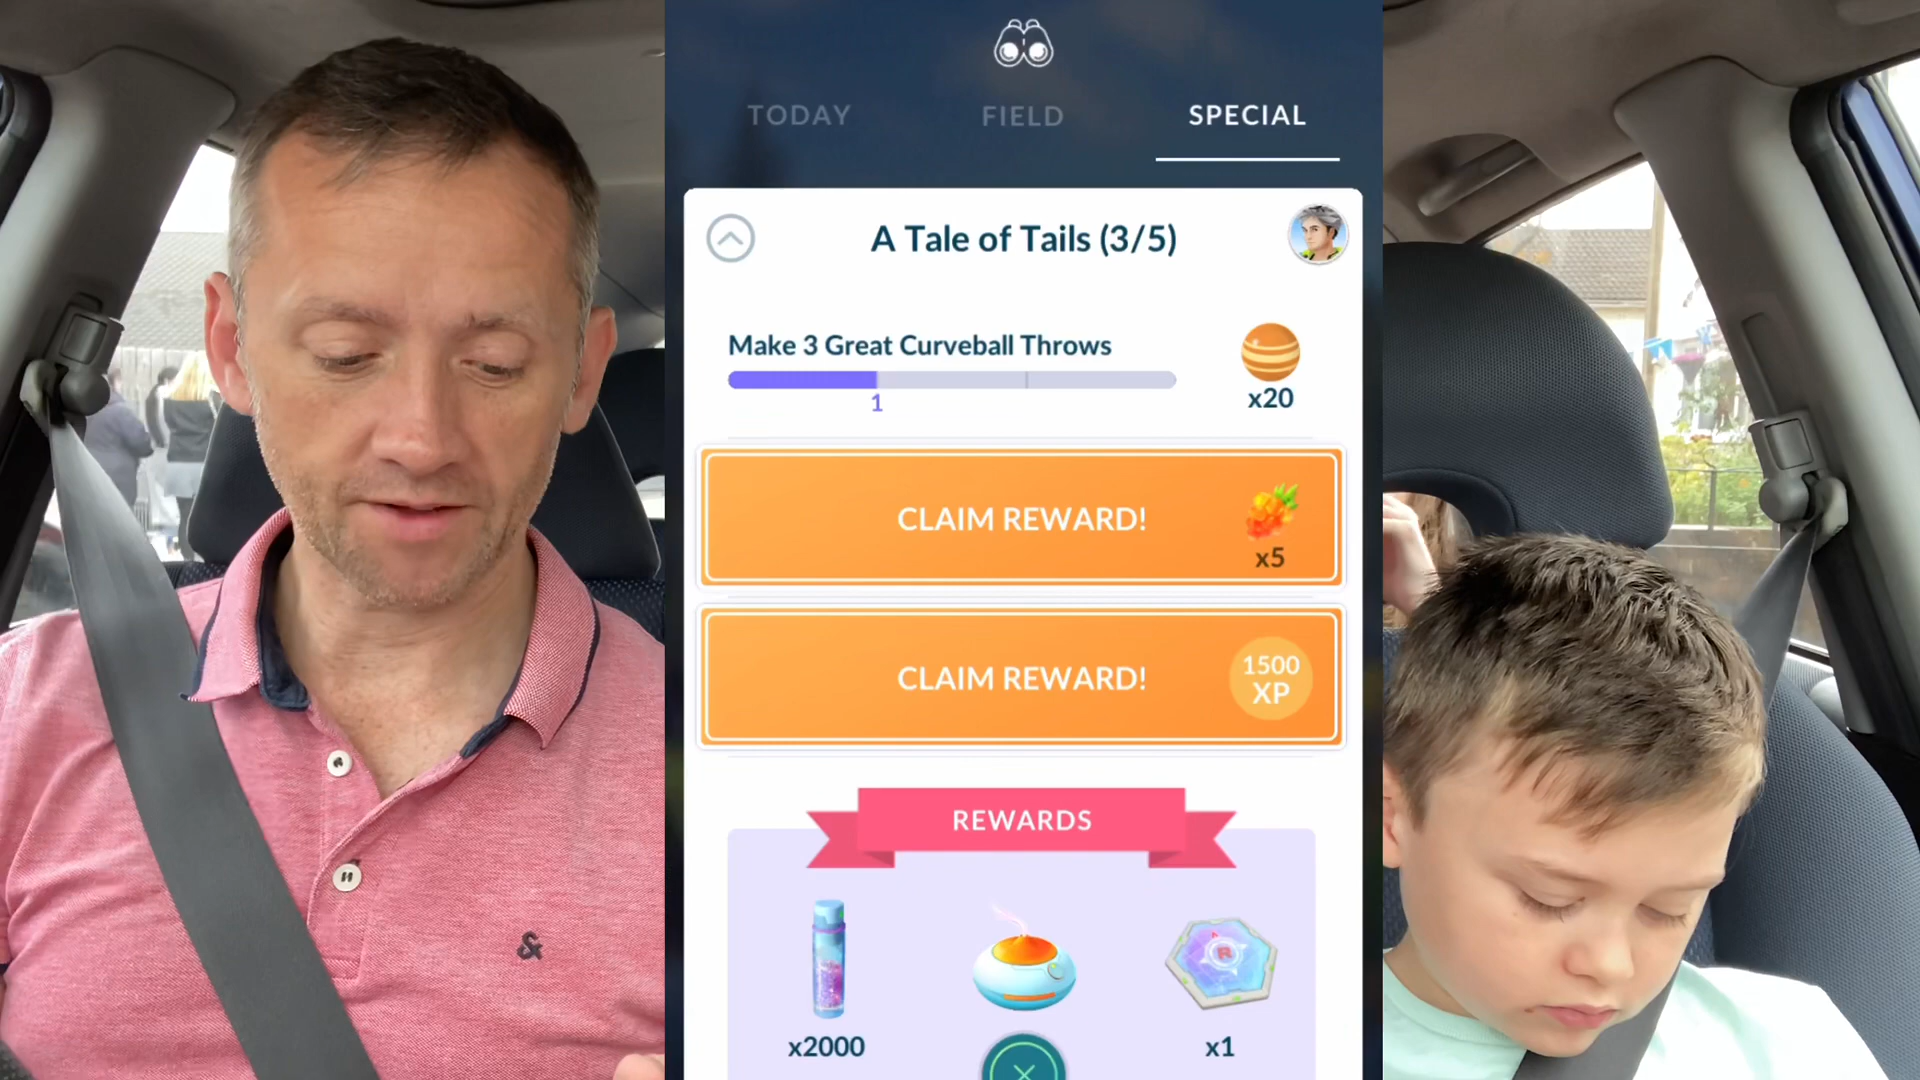 TODAY
FIELD
SPECIAL
A Tale of Tails (3/5)
Make 3 Great Curveball Throws
1
x20
CLAIM REWARD!
x5
CLAIM REWARD!
1500
XP
REWARDS
R
x2000
x1
&